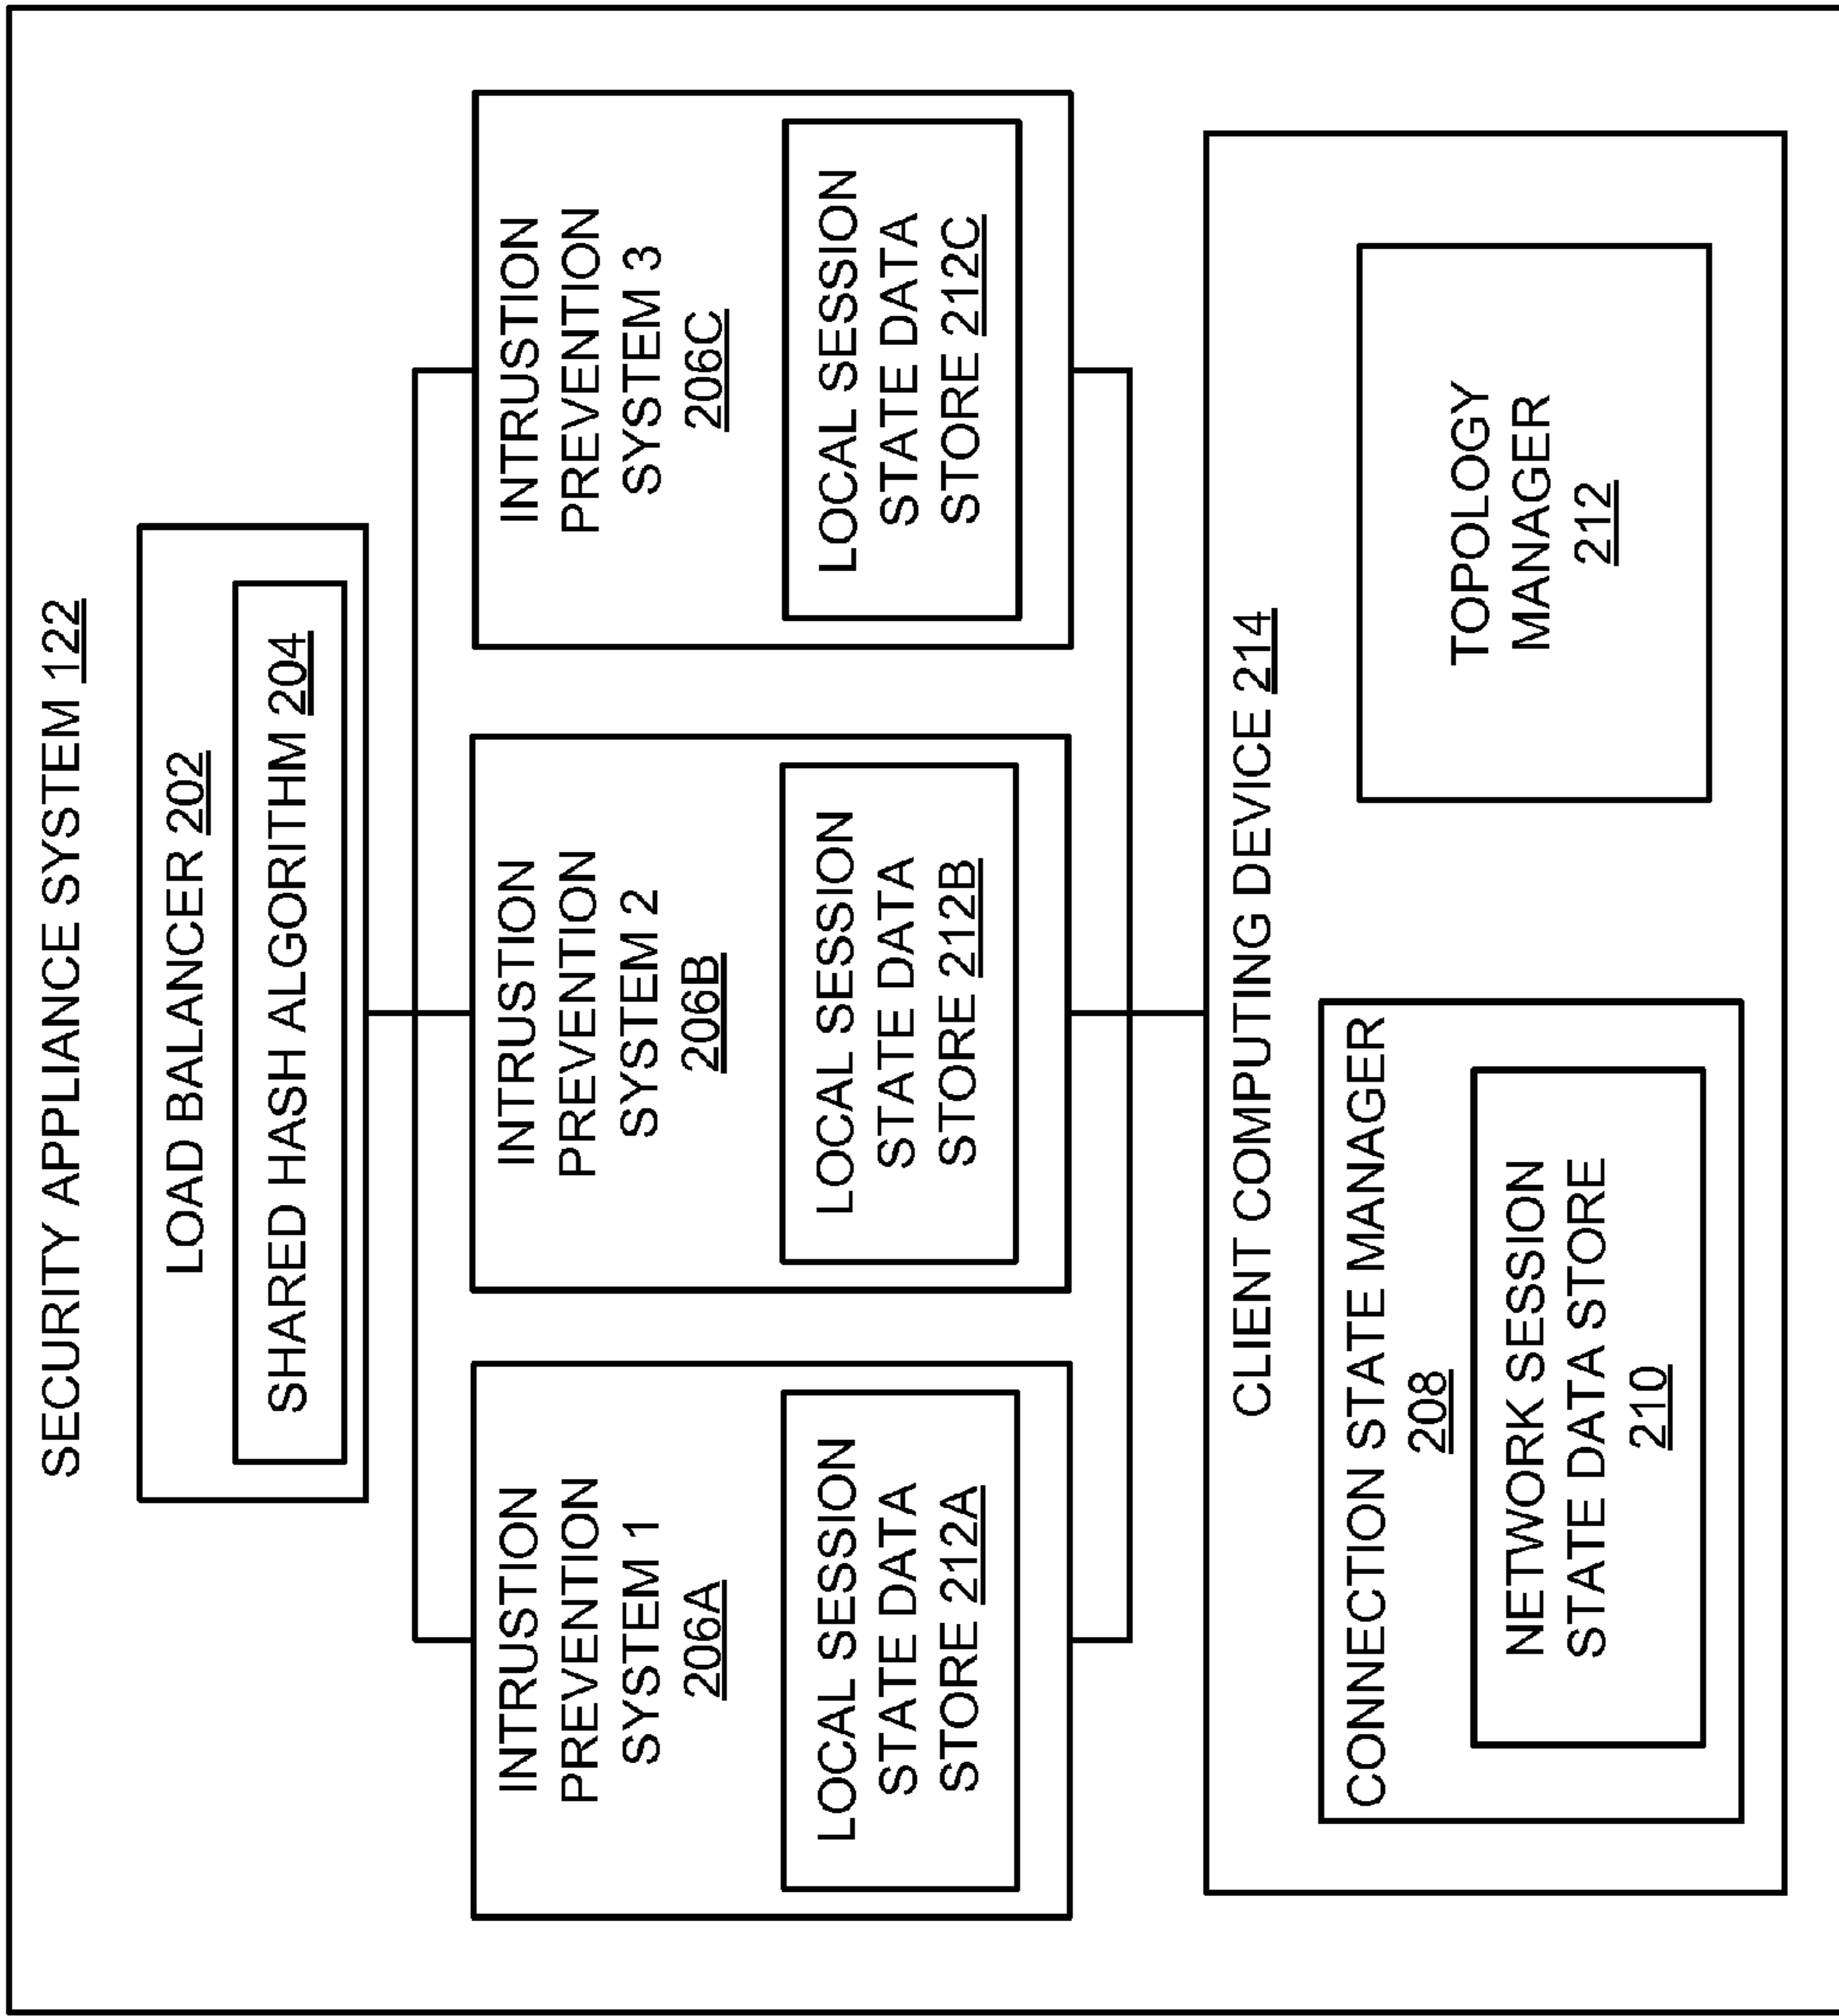 SECURITY APPLIANCE SYSTEM 122
LOAD BALANCER 202
SHARED HASH ALGORITHM 204
INTRUSTION
PREVENTION
SYSTEM 1
206A
LOCAL SESSION
STATE DATA
STORE 212A
INTRUSTION
PREVENTION
SYSTEM 2
206B
LOCAL SESSION
STATE DATA
STORE 212B
INTRUSTION
PREVENTION
SYSTEM 3
206C
LOCAL SESSION
STATE DATA
STORE 212C
CLIENT COMPUTING DEVICE 214
CONNECTION STATE MANAGER
208
NETWORK SESSION
STATE DATA STORE
210
TOPOLOGY
MANAGER
212